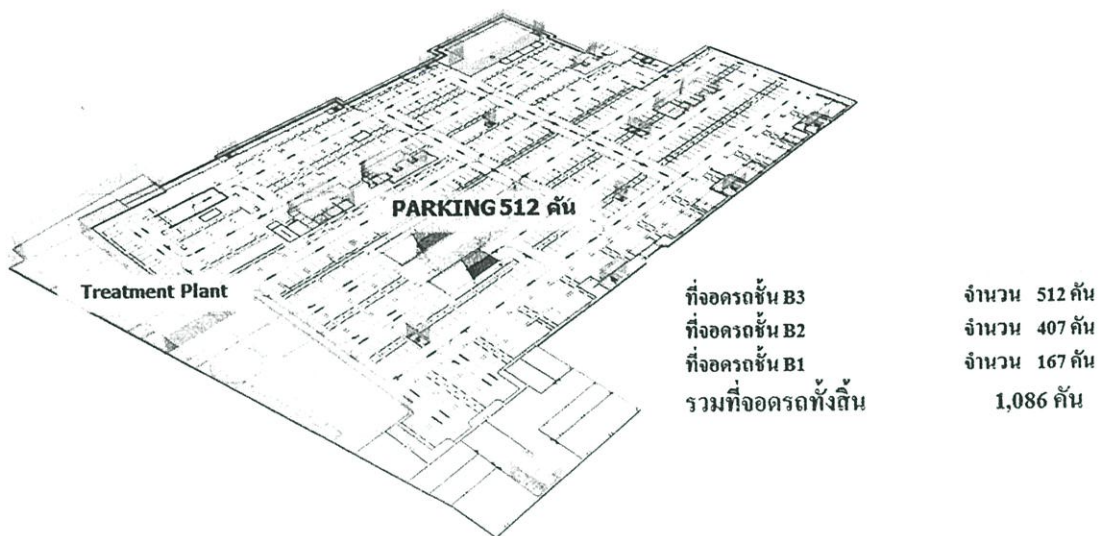 PARKING 512 คัน
Treatment Plant
ที่จอดรถชั้น B3 จำนวน 512 คัน
ที่จอดรถชั้น B2 จำนวน 407 คัน
ที่จอดรถชั้น B1 จำนวน 167 คัน
รวมที่จอดรถทั้งสิ้น 1,086 คัน